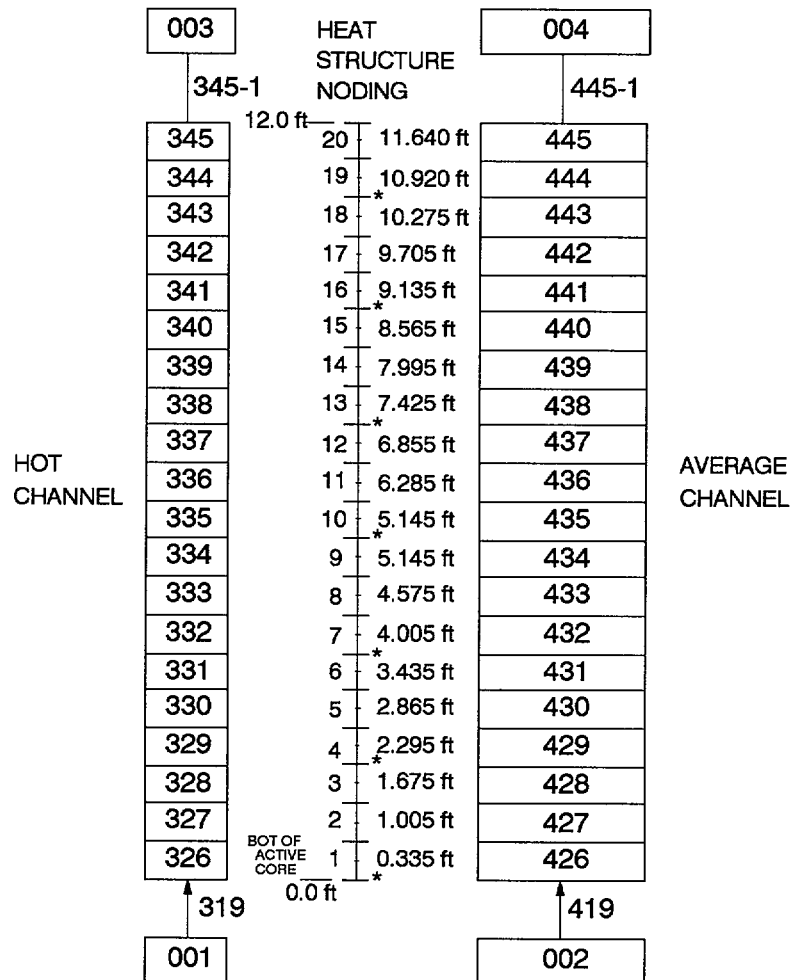 003 HEAT 004
STRUCTURE
345-1 NODING 445-1
12.0 ft
345 20 11.640 ft 445
344 19 10.920 ft 444
*
343 18 10.275 ft 443
342 17 9.705 ft 442
341 16 9.135 ft 441
*
340 15 8.565 ft 440
339 14 7.995 ft 439
338 13 7.425 ft 438
*
337 12 6.855 ft 437
HOT
CHANNEL
336 11 6.285 ft 436
AVERAGE
CHANNEL
335 10 5.145 ft 435
*
334 9 5.145 ft 434
333 8 4.575 ft 433
332 7 4.005 ft 432
*
331 6 3.435 ft 431
330 5 2.865 ft 430
329 4 2.295 ft 429
*
328 3 1.675 ft 428
327 2 1.005 ft 427
BOT OF
ACTIVE
CORE
326 1 0.335 ft 426
*
0.0 ft
319 419
001 002